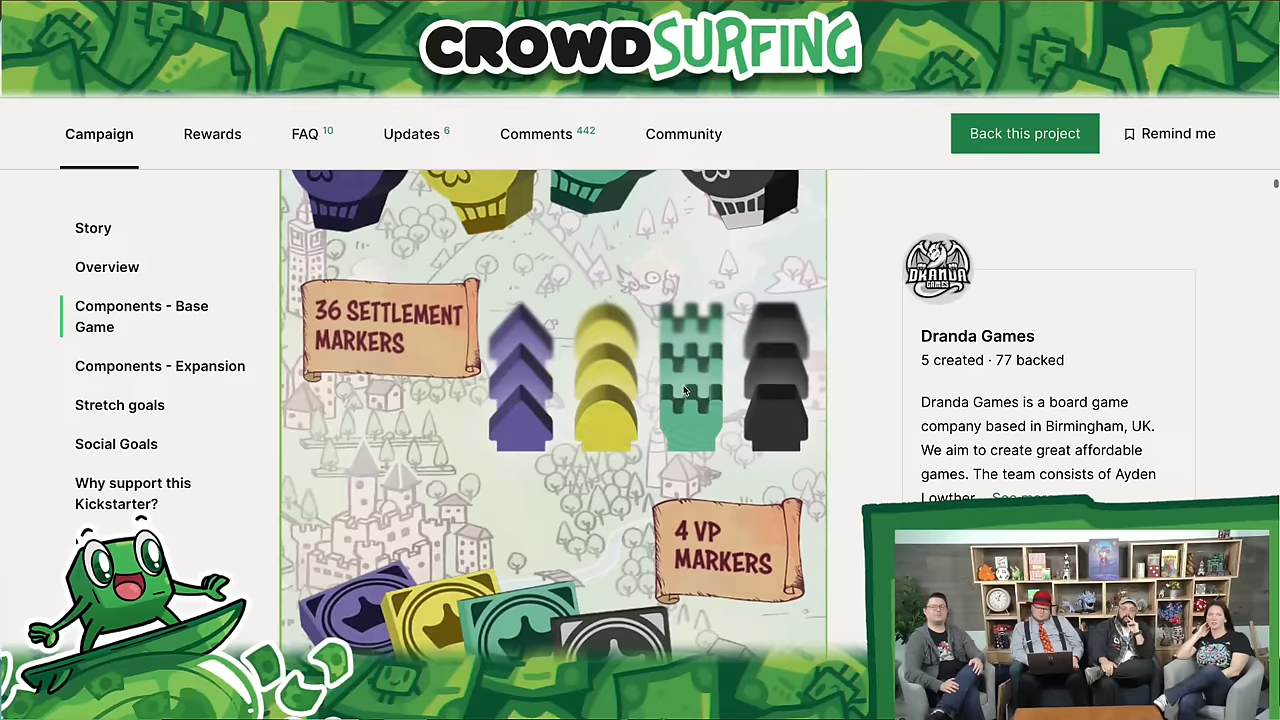 CROWDSURFING
Campaign
Rewards
FAQ 10
Updates 6
Comments 442
Community
Back this project
Remind me
Story
Overview
Components - Base
Game
Components - Expansion
Stretch goals
Social Goals
Why support this
Kickstarter?
36 SETTLEMENT
MARKERS
4 VP
MARKERS
DRANDA
GAMES
Dranda Games
5 created · 77 backed
Dranda Games is a board game
company based in Birmingham, UK.
We aim to create great affordable
games. The team consists of Ayden
Lowther... See more